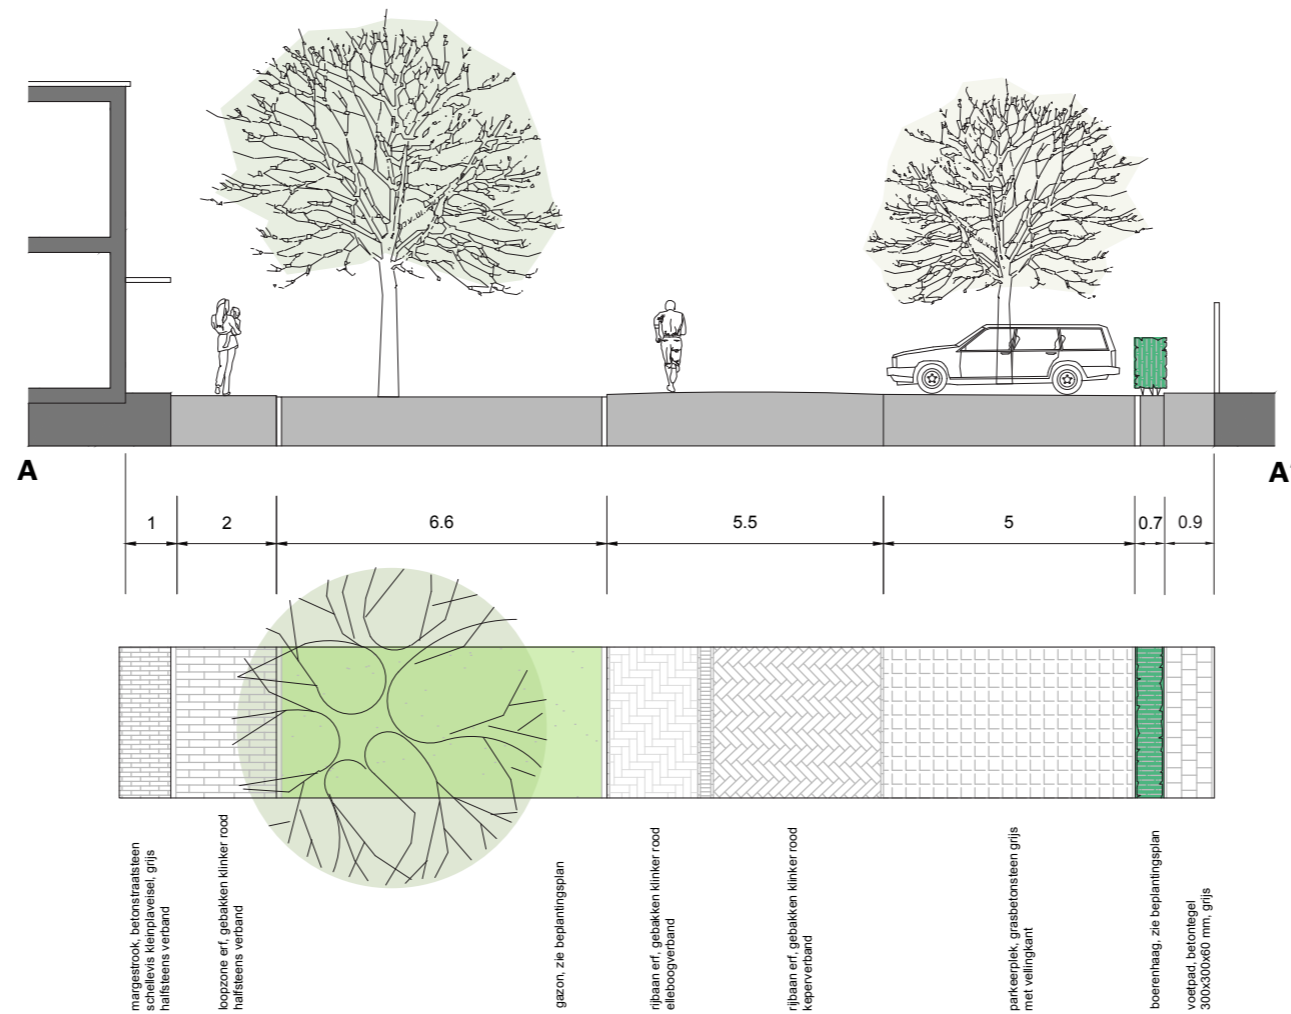 A
A'
1
2
6.6
5.5
5
0.7
0.9
margestrook, betonstraatsteen
schellevis kleinplaveisel, grijs
halfsteens verband
loopzone erf, gebakken klinker rood
halfsteens verband
gazon, zie beplantingsplan
rijbaan erf, gebakken klinker rood
elleboogverband
rijbaan erf, gebakken klinker rood
keperverband
parkeerplek, grasbetonsteen grijs
met vellingkant
boerenhaag, zie beplantingsplan
voetpad, betontegel
300x300x60 mm, grijs